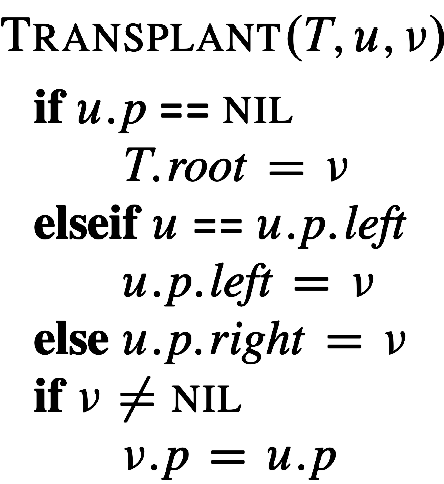 TRANSPLANT(T, u, v)
if u.p == NIL
T.root = v
elseif u == u.p.left
u.p.left = v
else u.p.right = v
if v ≠ NIL
v.p = u.p